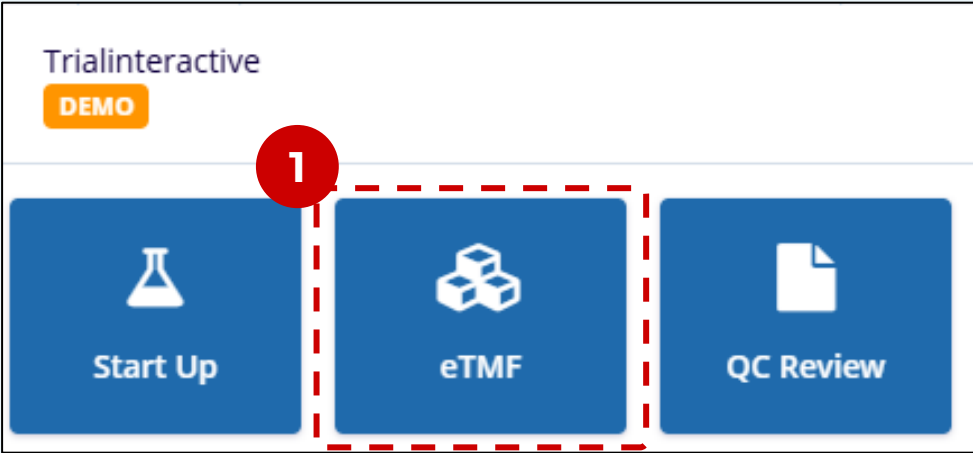 Trialinteractive
DEMO
1
Start Up
eTMF
QC Review